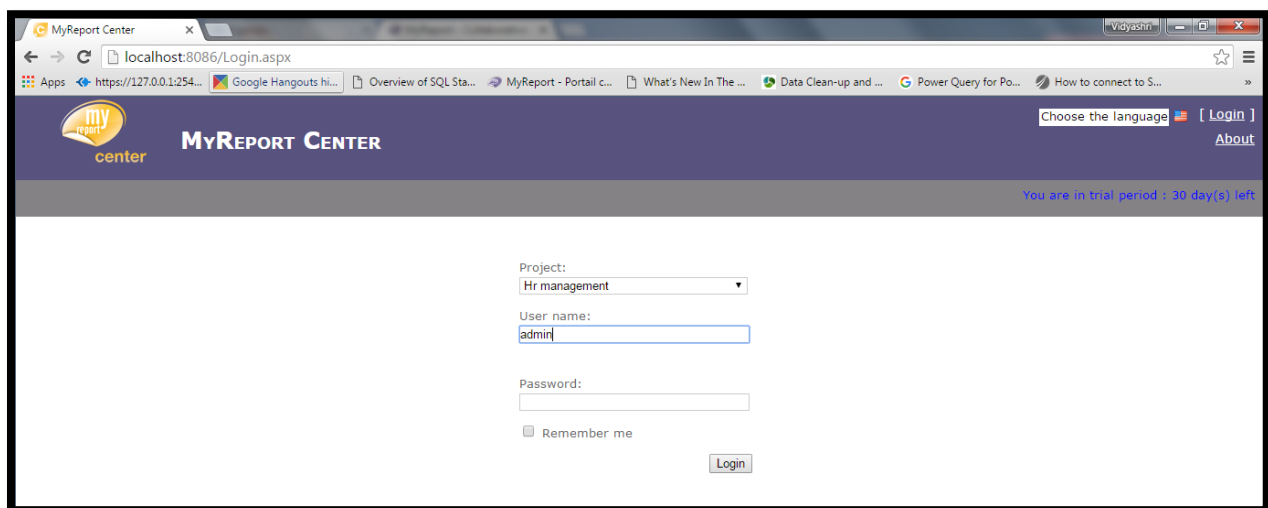 MyReport Center
Vidyashri
localhost:8086/Login.aspx
Apps https://127.0.0.1:254... Google Hangouts hi... Overview of SQL Sta... MyReport - Portail c... What's New In The ... Data Clean-up and ... Power Query for Po... How to connect to S... »
my report center
MYREPORT CENTER
Choose the language [ Login ]
About
You are in trial period : 30 day(s) left
Project:
Hr management
User name:
admin
Password:
Remember me
Login